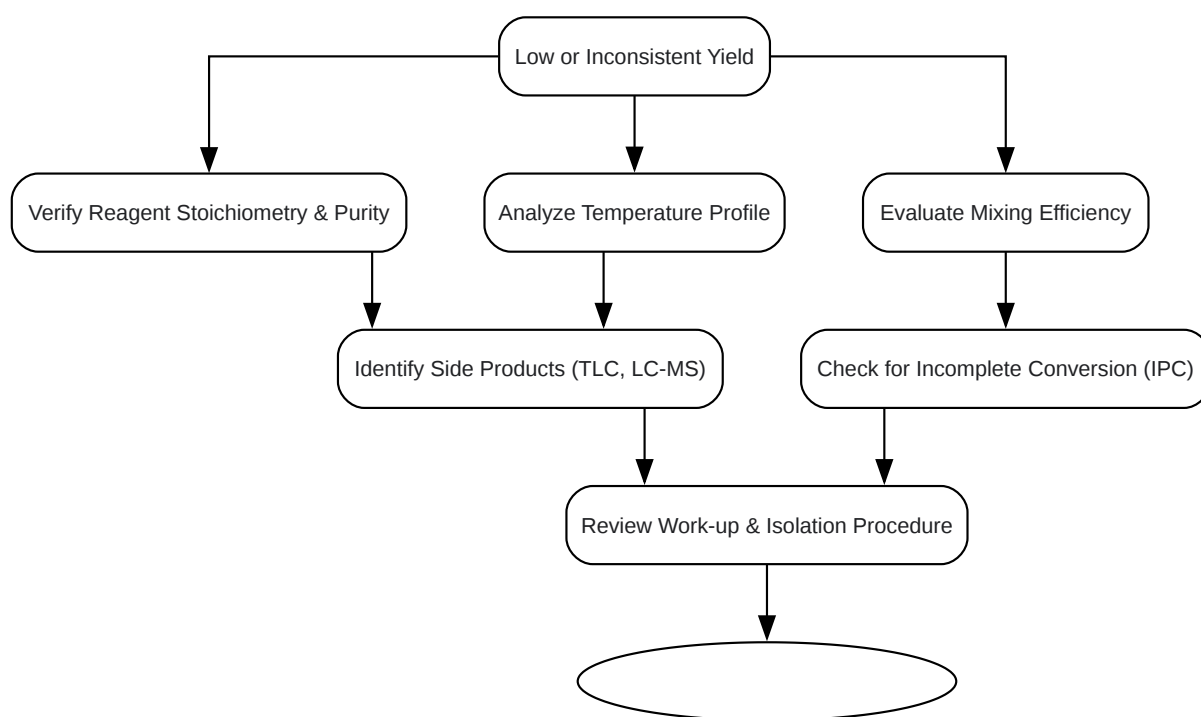 Low or Inconsistent Yield
Verify Reagent Stoichiometry & Purity
Analyze Temperature Profile
Evaluate Mixing Efficiency
Identify Side Products (TLC, LC-MS)
Check for Incomplete Conversion (IPC)
Review Work-up & Isolation Procedure